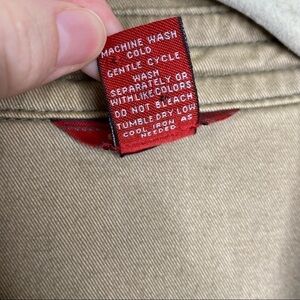 MACHINE WASH
COLD
GENTLE CYCLE
WASH
SEPARATELY OR
WITH LIKE COLORS
DO NOT BLEACH
TUMBLE DRY LOW
COOL IRON AS
NEEDED